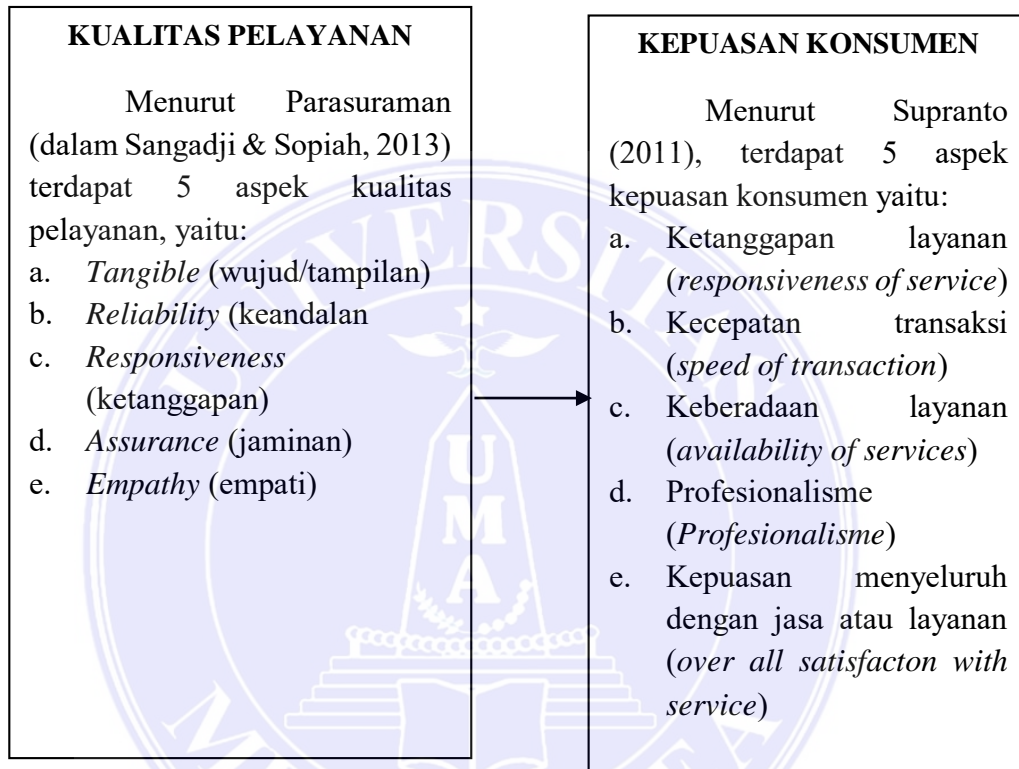 KUALITAS PELAYANAN
Menurut Parasuraman
(dalam Sangadji & Sopiah, 2013)
terdapat 5 aspek kualitas
pelayanan, yaitu:
a. Tangible (wujud/tampilan)
b. Reliability (keandalan
c. Responsiveness
(ketanggapan)
d. Assurance (jaminan)
e. Empathy (empati)
KEPUASAN KONSUMEN
Menurut Supranto
(2011), terdapat 5 aspek
kepuasan konsumen yaitu:
a. Ketanggapan layanan
(responsiveness of service)
b. Kecepatan transaksi
(speed of transaction)
c. Keberadaan layanan
(availability of services)
d. Profesionalisme
(Profesionalisme)
e. Kepuasan menyeluruh
dengan jasa atau layanan
(over all satisfacton with
service)
UNIVERSITAS
UMA